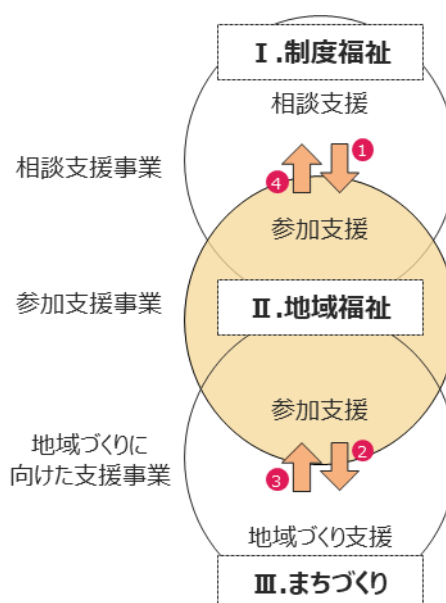 Ⅰ.制度福祉
相談支援
1
4
相談支援事業
参加支援
参加支援事業
Ⅱ.地域福祉
参加支援
地域づくりに
向けた支援事業
2
3
地域づくり支援
Ⅲ.まちづくり